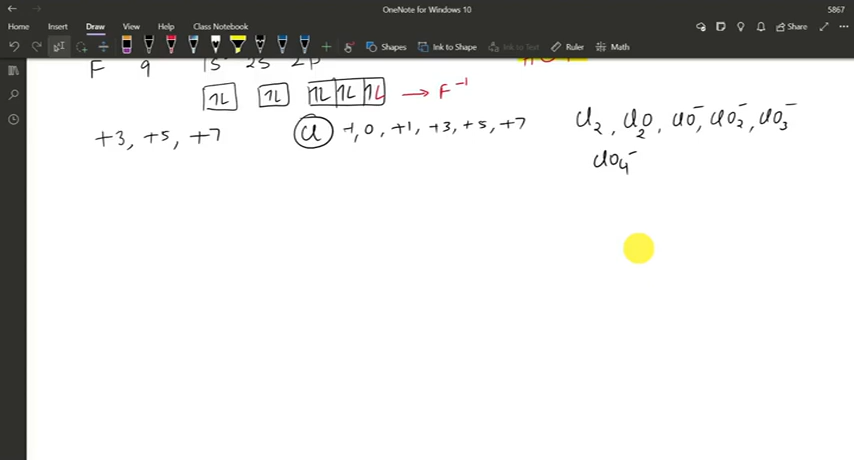 OneNote for Windows 10
5867
Home Insert Draw View Help Class Notebook
Share
Shapes Ink to Shape Ink to Text Ruler Math
F 9 1S 2S 2P
1L 1L 1L 1L 1L → F⁻¹
+3, +5, +7
Cl -1, 0, +1, +3, +5, +7
Cl₂, Cl₂O, ClO⁻, ClO₂⁻, ClO₃⁻
ClO₄⁻